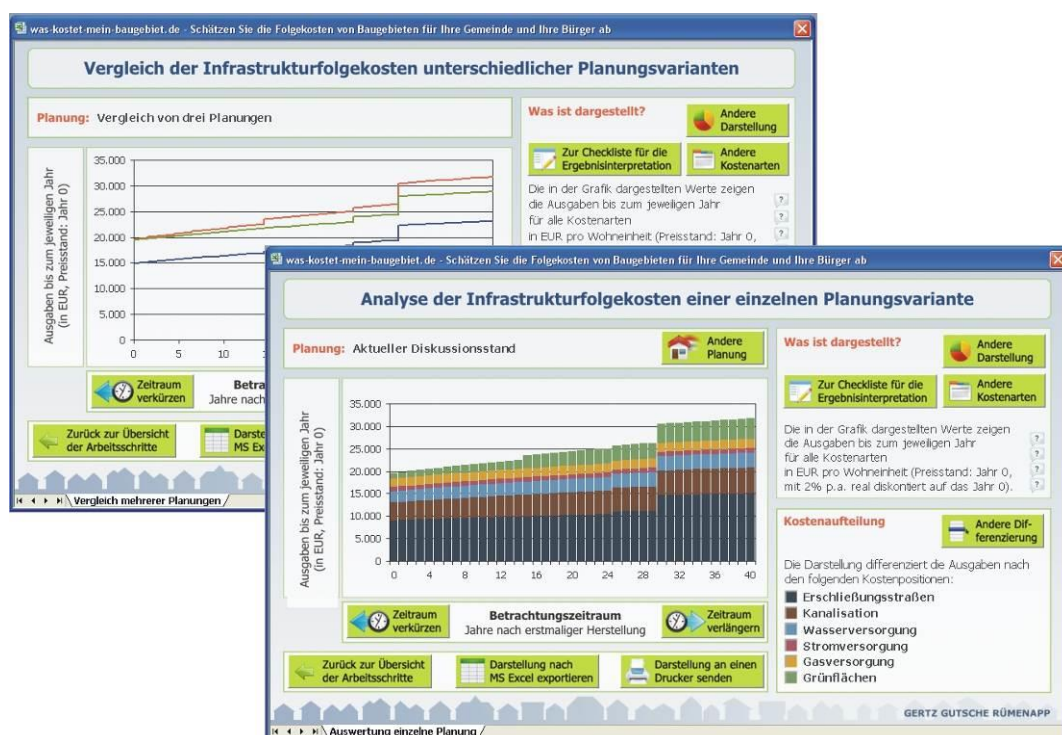 was-kostet-mein-baugebiet.de - Schätzen Sie die Folgekosten von Baugebieten für Ihre Gemeinde und Ihre Bürger ab
Vergleich der Infrastrukturfolgekosten unterschiedlicher Planungsvarianten
Planung: Vergleich von drei Planungen
Was ist dargestellt?
Andere
Darstellung
Zur Checkliste für die
Ergebnisinterpretation
Andere
Kostenarten
Die in der Grafik dargestellten Werte zeigen
die Ausgaben bis zum jeweiligen Jahr
für alle Kostenarten
in EUR pro Wohneinheit (Preisstand: Jahr 0,
Ausgaben bis zum jeweiligen Jahr
(in EUR, Preisstand: Jahr 0)
35.000
30.000
25.000
20.000
15.000
10.000
5.000
0
0 5 10
Zeitraum
verkürzen
Jahre nach
Zurück zur Übersicht
der Arbeitsschritte
Vergleich mehrerer Planungen
was-kostet-mein-baugebiet.de - Schätzen Sie die Folgekosten von Baugebieten für Ihre Gemeinde und Ihre Bürger ab
Analyse der Infrastrukturfolgekosten einer einzelnen Planungsvariante
Planung: Aktueller Diskussionsstand
Andere
Planung
Was ist dargestellt?
Andere
Darstellung
Zur Checkliste für die
Ergebnisinterpretation
Andere
Kostenarten
Die in der Grafik dargestellten Werte zeigen
die Ausgaben bis zum jeweiligen Jahr
für alle Kostenarten
in EUR pro Wohneinheit (Preisstand: Jahr 0,
mit 2% p.a. real diskontiert auf das Jahr 0).
Ausgaben bis zum jeweiligen Jahr
(in EUR, Preisstand: Jahr 0)
35.000
30.000
25.000
20.000
15.000
10.000
5.000
0
0 4 8 12 16 20 24 28 32 36 40
Kostenaufteilung
Andere Dif-
ferenzierung
Die Darstellung differenziert die Ausgaben nach
den folgenden Kostenpositionen:
Erschließungsstraßen
Kanalisation
Wasserversorgung
Stromversorgung
Gasversorgung
Grünflächen
Zeitraum
verkürzen
Betrachtungszeitraum
Jahre nach erstmaliger Herstellung
Zeitraum
verlängern
Zurück zur Übersicht
der Arbeitsschritte
Darstellung nach
MS Excel exportieren
Darstellung an einen
Drucker senden
GERTZ GUTSCHE RÜMENAPP
Auswertung einzelne Planung